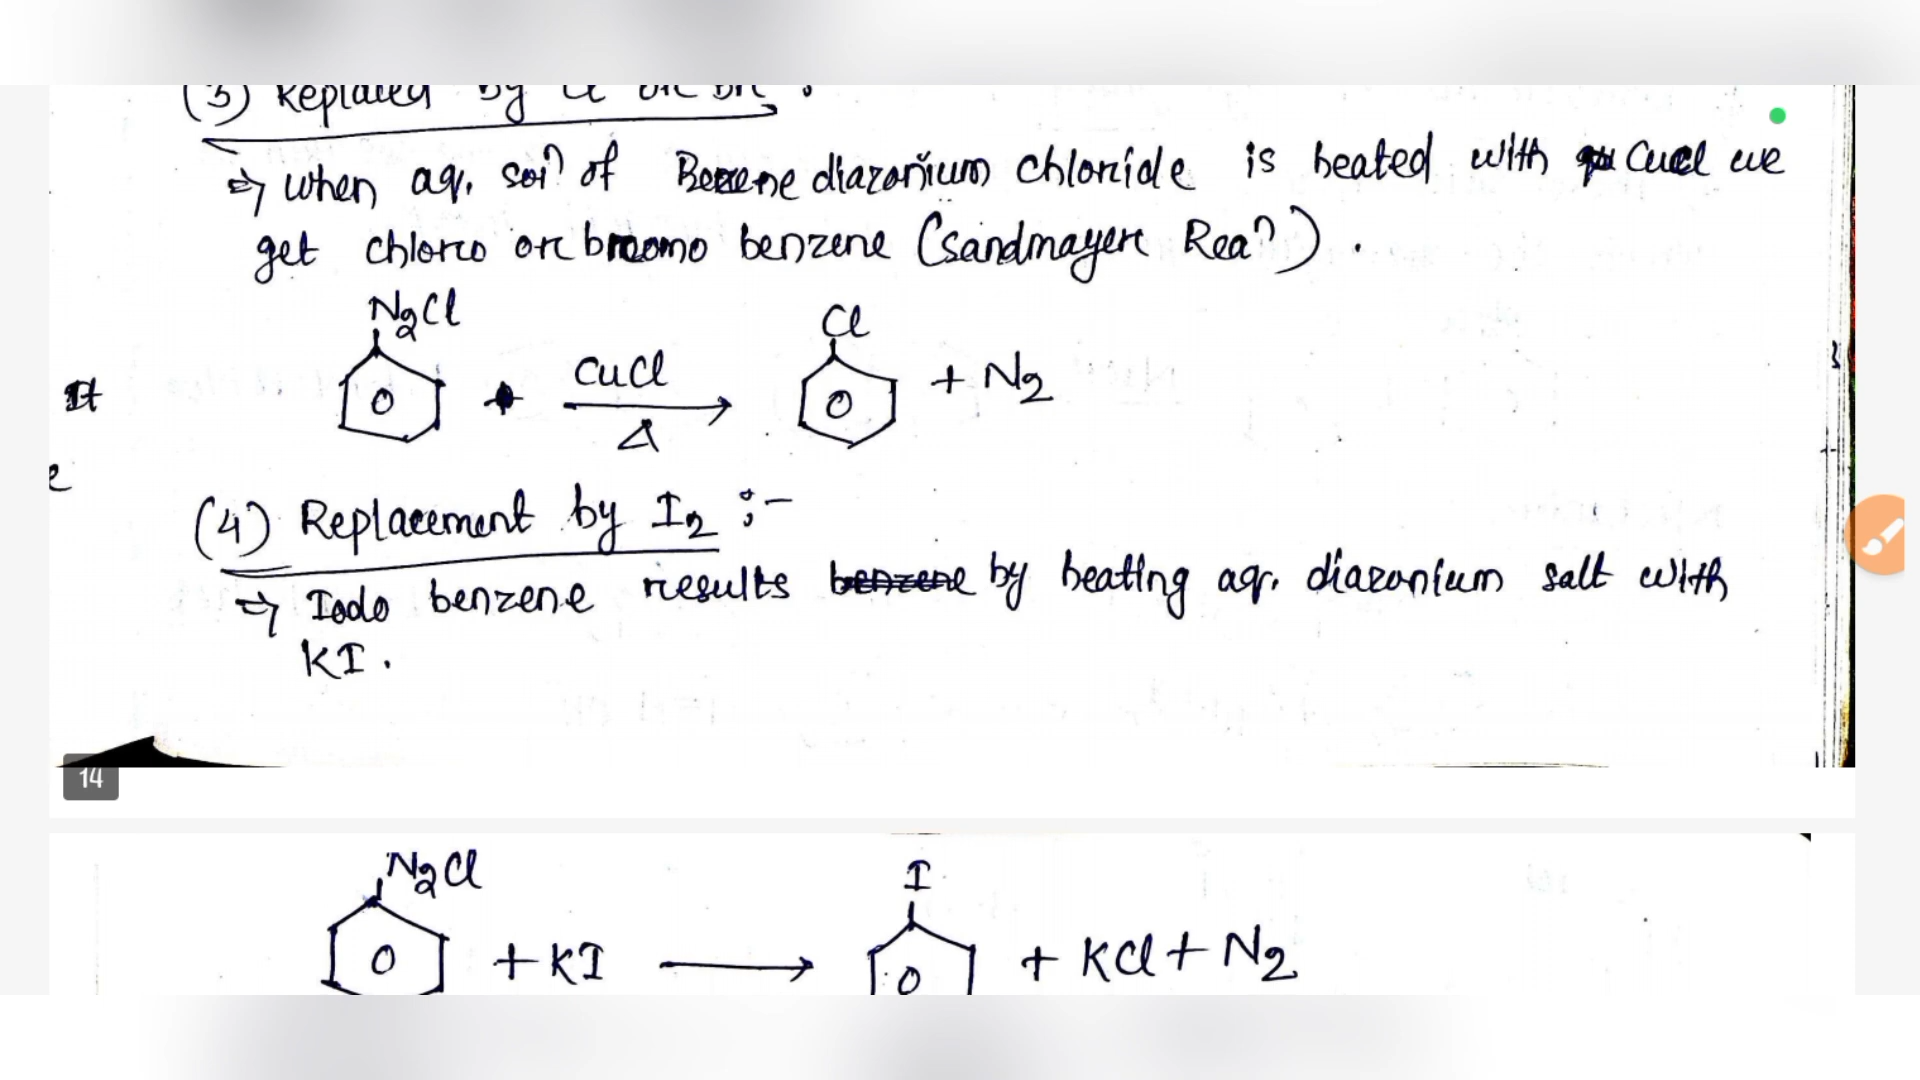 (3) Replaced by Cl or Br :
⇒ when aq. sol? of Benzene diazonium chloride is heated with CuCl we
get chloro or bromo benzene (Sandmayer Rea?) .
N2Cl
Cl
CuCl
+ N2
Δ
It
e
(4) Replacement by I2 :-
⇒ Iodo benzene results benzene by heating aq. diazonium salt with
KI .
14
N2Cl
I
+ KI ⟶ + KCl + N2